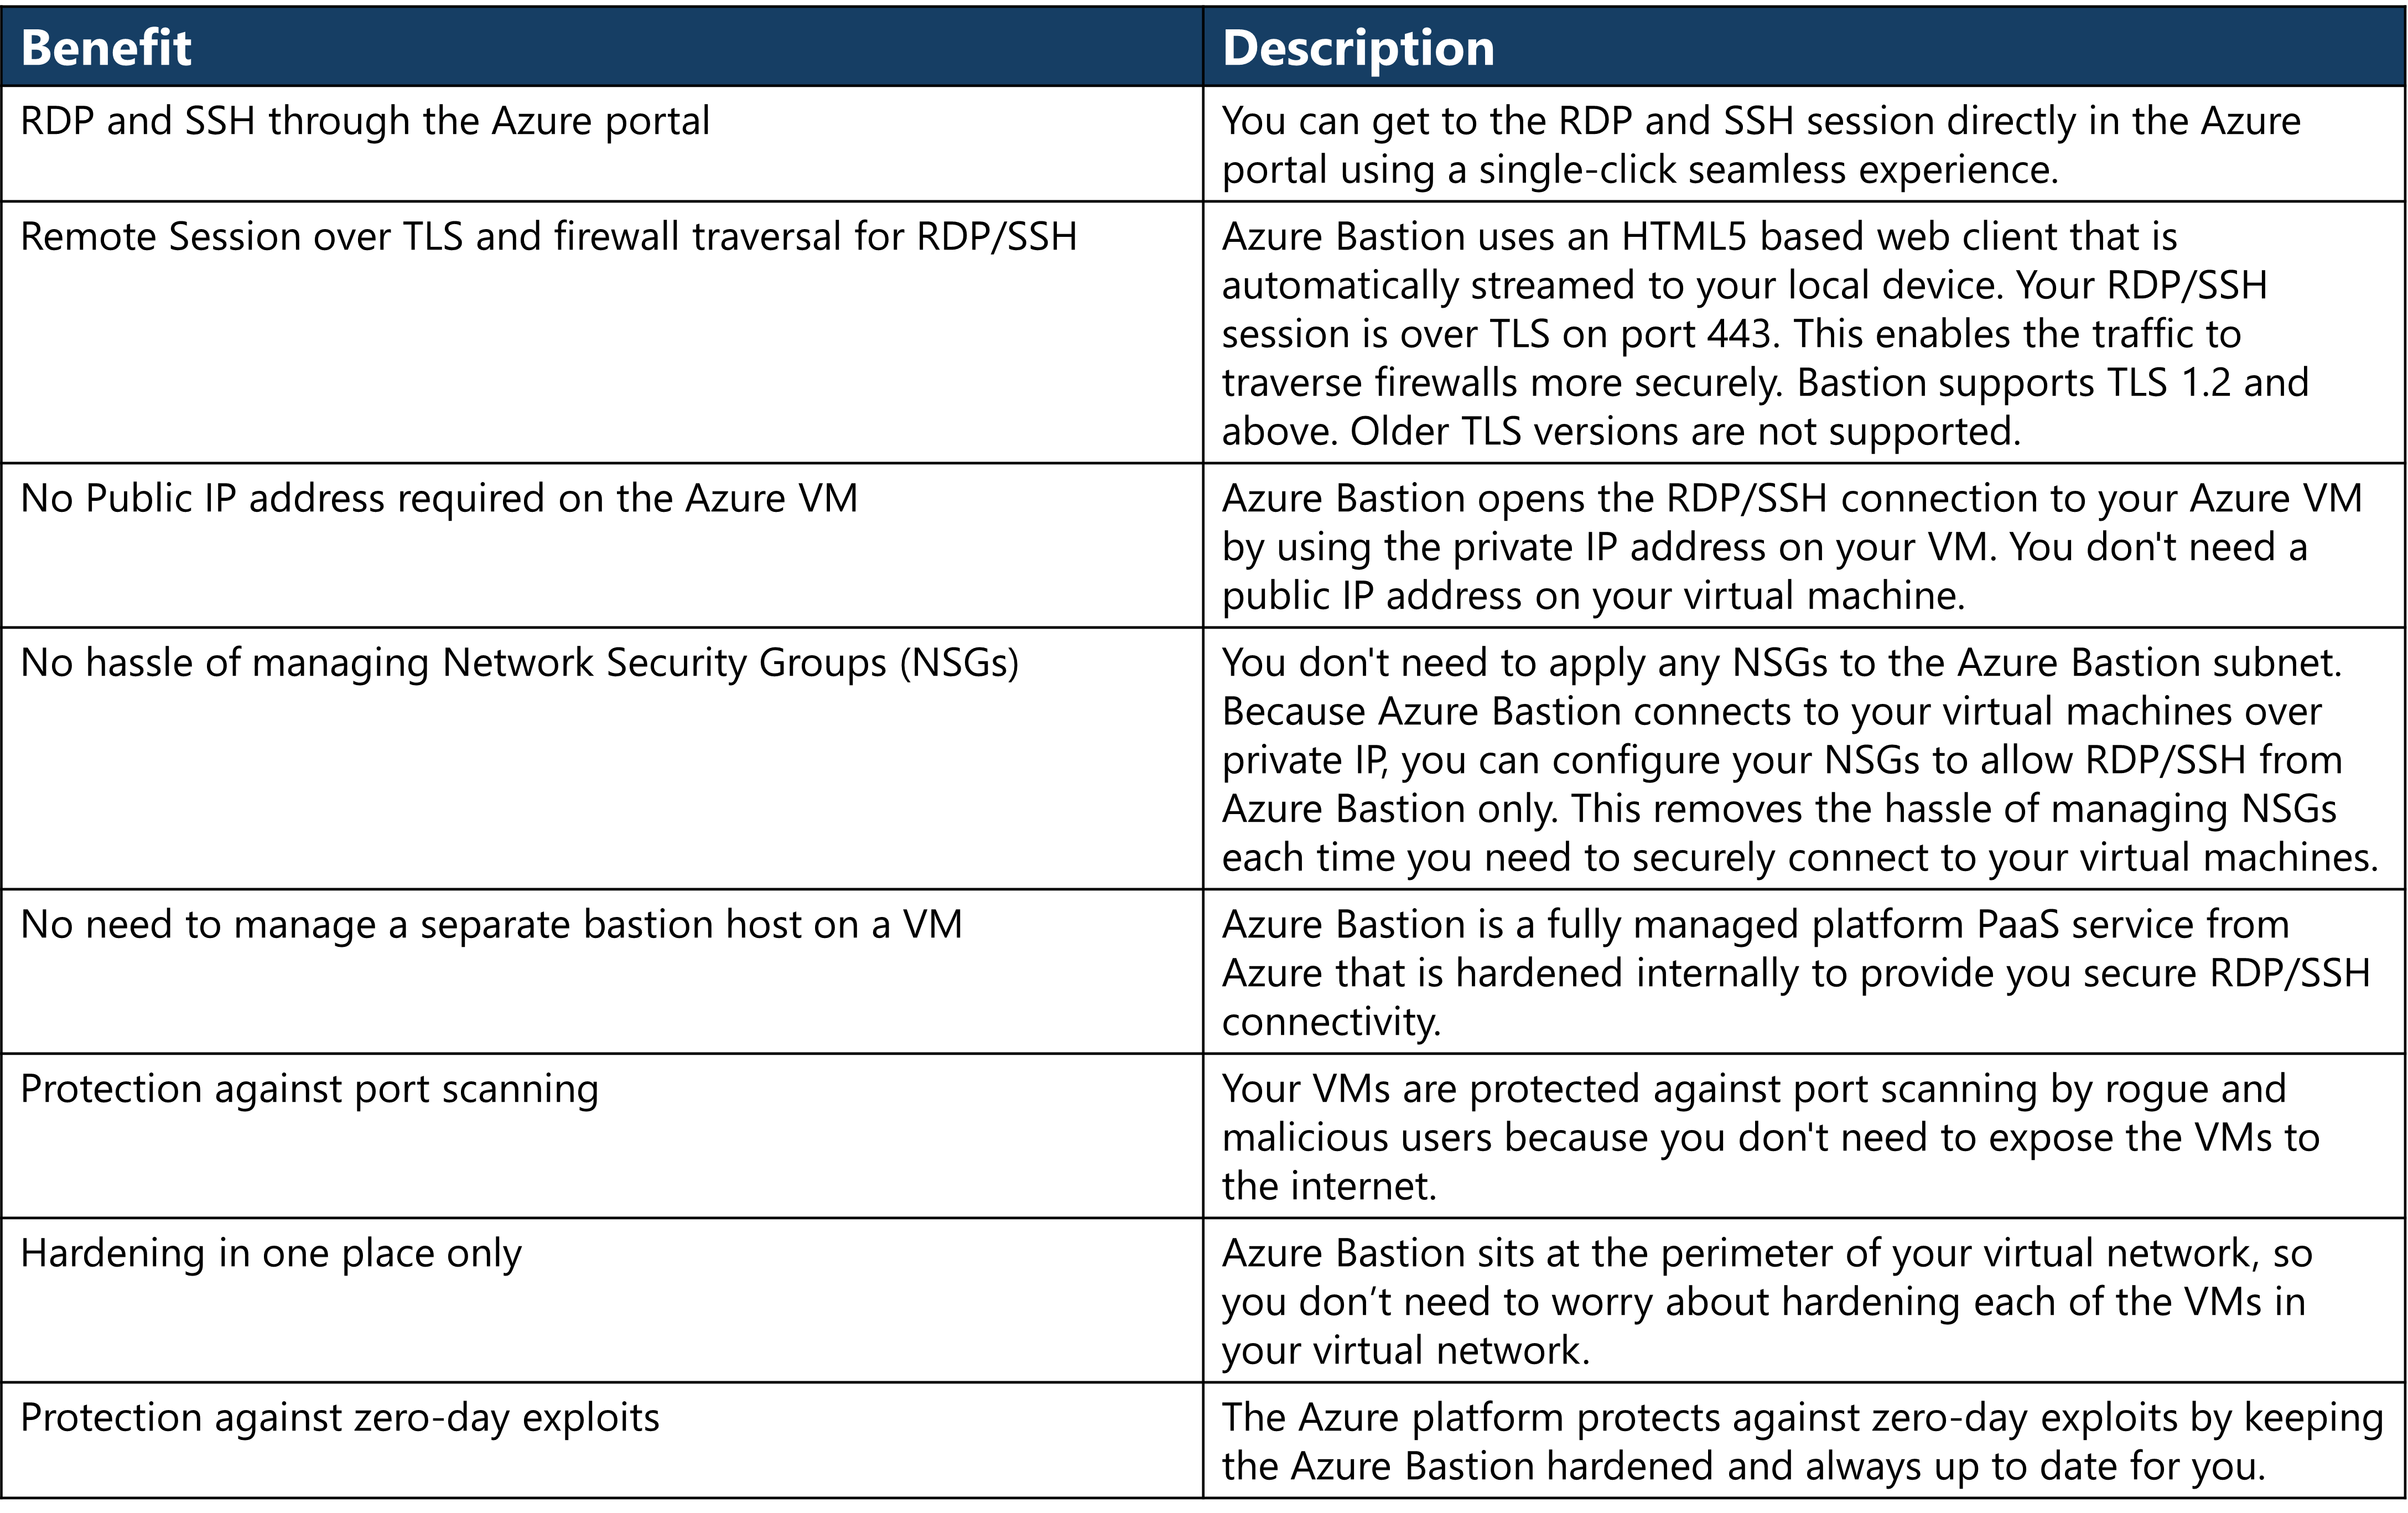 Benefit
Description
RDP and SSH through the Azure portal
You can get to the RDP and SSH session directly in the Azure
portal using a single-click seamless experience.
Remote Session over TLS and firewall traversal for RDP/SSH
Azure Bastion uses an HTML5 based web client that is
automatically streamed to your local device. Your RDP/SSH
session is over TLS on port 443. This enables the traffic to
traverse firewalls more securely. Bastion supports TLS 1.2 and
above. Older TLS versions are not supported.
No Public IP address required on the Azure VM
Azure Bastion opens the RDP/SSH connection to your Azure VM
by using the private IP address on your VM. You don't need a
public IP address on your virtual machine.
No hassle of managing Network Security Groups (NSGs)
You don't need to apply any NSGs to the Azure Bastion subnet.
Because Azure Bastion connects to your virtual machines over
private IP, you can configure your NSGs to allow RDP/SSH from
Azure Bastion only. This removes the hassle of managing NSGs
each time you need to securely connect to your virtual machines.
No need to manage a separate bastion host on a VM
Azure Bastion is a fully managed platform PaaS service from
Azure that is hardened internally to provide you secure RDP/SSH
connectivity.
Protection against port scanning
Your VMs are protected against port scanning by rogue and
malicious users because you don't need to expose the VMs to
the internet.
Hardening in one place only
Azure Bastion sits at the perimeter of your virtual network, so
you don’t need to worry about hardening each of the VMs in
your virtual network.
Protection against zero-day exploits
The Azure platform protects against zero-day exploits by keeping
the Azure Bastion hardened and always up to date for you.